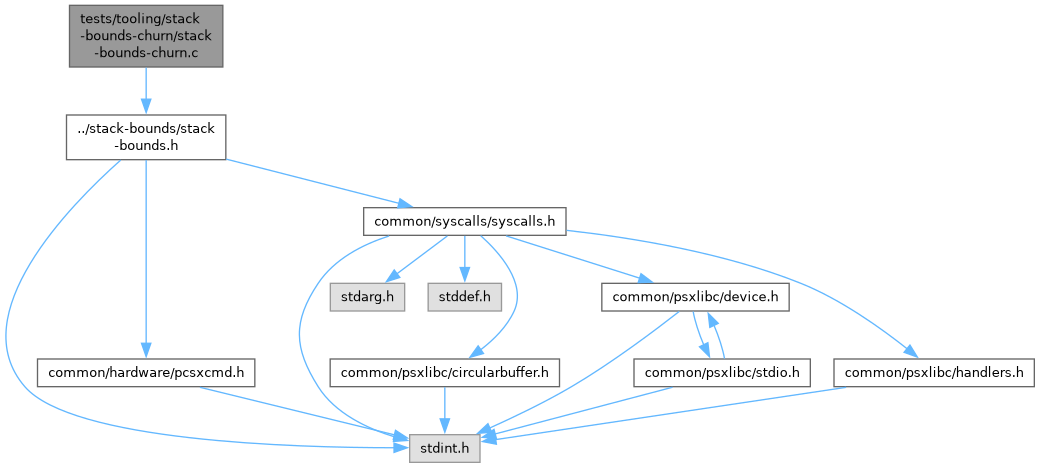 tests/tooling/stack
-bounds-churn/stack
-bounds-churn.c
../stack-bounds/stack
-bounds.h
common/syscalls/syscalls.h
stdarg.h
stddef.h
common/psxlibc/device.h
common/hardware/pcsxcmd.h
common/psxlibc/circularbuffer.h
common/psxlibc/stdio.h
common/psxlibc/handlers.h
stdint.h